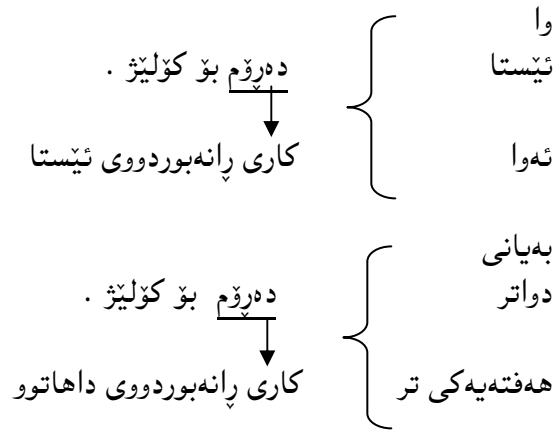 وا
ئێستا دەڕۆم بۆ کۆلێژ .
ئەوا کاری ڕانەبوردووی ئێستا
بەیانی
دواتر دەڕۆم بۆ کۆلێژ .
هەفتەیەکی تر کاری ڕانەبوردووی داهاتوو